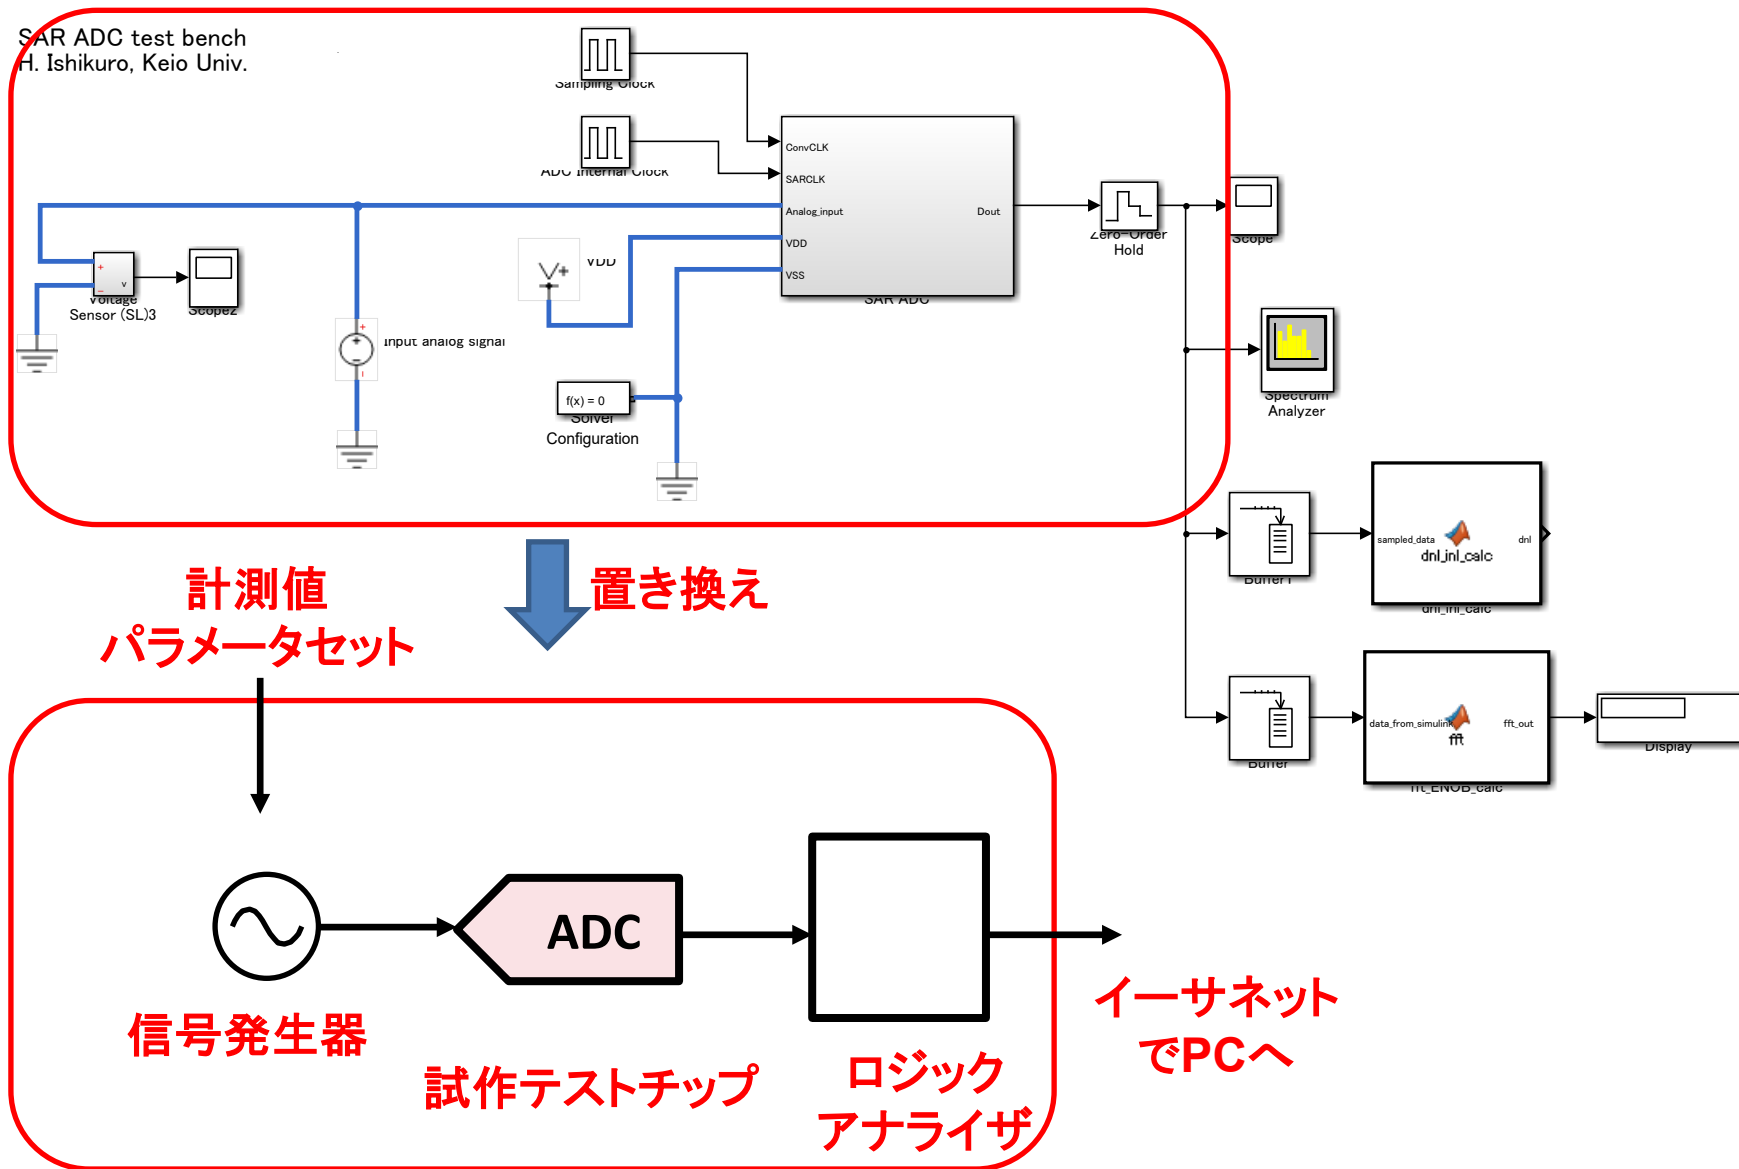 SAR ADC test bench
H. Ishikuro, Keio Univ.
Sampling Clock
ADC Internal Clock
ConvCLK
SARCLK
Analog_input
VDD
VSS
Dout
SAR ADC
Zero-Order
Hold
Scope
+
−
v
Voltage
Sensor (SL)3
Scope2
V+
VDD
+
−
Input analog signal
f(x) = 0
Solver
Configuration
Spectrum
Analyzer
Buffer1
sampled_data
dnl_inl_calc
dnl
dnl_inl_calc
Buffer
data_from_simulink
fft
fft_out
fft_ENOB_calc
Display
計測値
パラメータセット
置き換え
ADC
信号発生器
試作テストチップ
ロジック
アナライザ
イーサネット
でPCへ